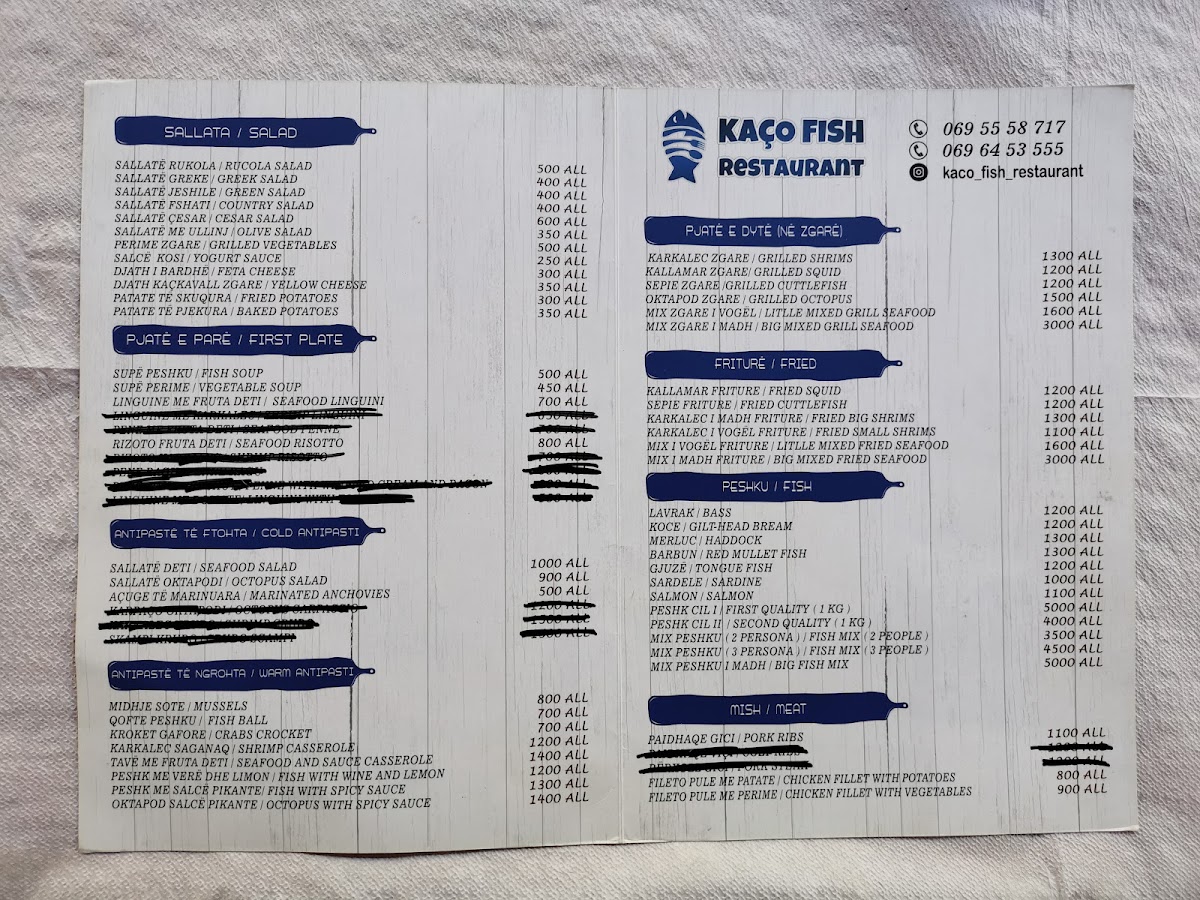 SALLATA / SALAD
SALLATË RUKOLA / RUCOLA SALAD 500 ALL
SALLATË GREKE / GREEK SALAD 400 ALL
SALLATË JESHILE / GREEN SALAD 400 ALL
SALLATË FSHATI / COUNTRY SALAD 400 ALL
SALLATË ÇESAR / CESAR SALAD 600 ALL
SALLATË ME ULLINJ / OLIVE SALAD 350 ALL
PERIME ZGARE / GRILLED VEGETABLES 500 ALL
SALCË KOSI / YOGURT SAUCE 250 ALL
DJATH I BARDHË / FETA CHEESE 300 ALL
DJATH KAÇKAVALL ZGARE / YELLOW CHEESE 350 ALL
PATATE TË SKUQURA / FRIED POTATOES 300 ALL
PATATE TË PJEKURA / BAKED POTATOES 350 ALL
PJATË E PARË / FIRST PLATE
SUPË PESHKU / FISH SOUP 500 ALL
SUPË PERIME / VEGETABLE SOUP 450 ALL
LINGUINE ME FRUTA DETI / SEAFOOD LINGUINI 700 ALL
SEAFOOD PENNE
RIZOTO FRUTA DETI / SEAFOOD RISOTTO 800 ALL
SHRIMP RISOTTO
CREAM AND BACON
ANTIPASTË TË FTOHTA / COLD ANTIPASTI
SALLATË DETI / SEAFOOD SALAD 1000 ALL
SALLATË OKTAPODI / OCTOPUS SALAD 900 ALL
AÇUGE TË MARINUARA / MARINATED ANCHOVIES 500 ALL
ANTIPASTË TË NGROHTA / WARM ANTIPASTI
MIDHJE SOTE / MUSSELS 800 ALL
QOFTE PESHKU / FISH BALL 700 ALL
KROKET GAFORE / CRABS CROCKET 700 ALL
KARKALEC SAGANAQ / SHRIMP CASSEROLE 1200 ALL
TAVË ME FRUTA DETI / SEAFOOD AND SAUCE CASSEROLE 1400 ALL
PESHK ME VERË DHE LIMON / FISH WITH WINE AND LEMON 1200 ALL
PESHK ME SALCË PIKANTE/ FISH WITH SPICY SAUCE 1300 ALL
OKTAPOD SALCË PIKANTE / OCTOPUS WITH SPICY SAUCE 1400 ALL
KAÇO FISH
RESTAURANT
069 55 58 717
069 64 53 555
kaco_fish_restaurant
PJATË E DYTË (NË ZGARË)
KARKALEC ZGARE / GRILLED SHRIMS 1300 ALL
KALLAMAR ZGARE/ GRILLED SQUID 1200 ALL
SEPIE ZGARE /GRILLED CUTTLEFISH 1200 ALL
OKTAPOD ZGARE / GRILLED OCTOPUS 1500 ALL
MIX ZGARE I VOGËL / LITLLE MIXED GRILL SEAFOOD 1600 ALL
MIX ZGARE I MADH / BIG MIXED GRILL SEAFOOD 3000 ALL
FRITURË / FRIED
KALLAMAR FRITURE / FRIED SQUID 1200 ALL
SEPIE FRITURE / FRIED CUTTLEFISH 1200 ALL
KARKALEC I MADH FRITURE / FRIED BIG SHRIMS 1300 ALL
KARKALEC I VOGËL FRITURE / FRIED SMALL SHRIMS 1100 ALL
MIX I VOGËL FRITURE / LITLLE MIXED FRIED SEAFOOD 1600 ALL
MIX I MADH FRITURE / BIG MIXED FRIED SEAFOOD 3000 ALL
PESHKU / FISH
LAVRAK / BASS 1200 ALL
KOCE / GILT-HEAD BREAM 1200 ALL
MERLUC / HADDOCK 1300 ALL
BARBUN / RED MULLET FISH 1300 ALL
GJUZË / TONGUE FISH 1200 ALL
SARDELE / SARDINE 1000 ALL
SALMON / SALMON 1100 ALL
PESHK CIL I / FIRST QUALITY ( 1 KG ) 5000 ALL
PESHK CIL II / SECOND QUALITY ( 1 KG ) 4000 ALL
MIX PESHKU ( 2 PERSONA ) / FISH MIX ( 2 PEOPLE ) 3500 ALL
MIX PESHKU ( 3 PERSONA ) / FISH MIX ( 3 PEOPLE ) 4500 ALL
MIX PESHKU I MADH / BIG FISH MIX 5000 ALL
MISH / MEAT
PAIDHAQE GICI / PORK RIBS 1100 ALL
FILETO PULE ME PATATE / CHICKEN FILLET WITH POTATOES 800 ALL
FILETO PULE ME PERIME / CHICKEN FILLET WITH VEGETABLES 900 ALL